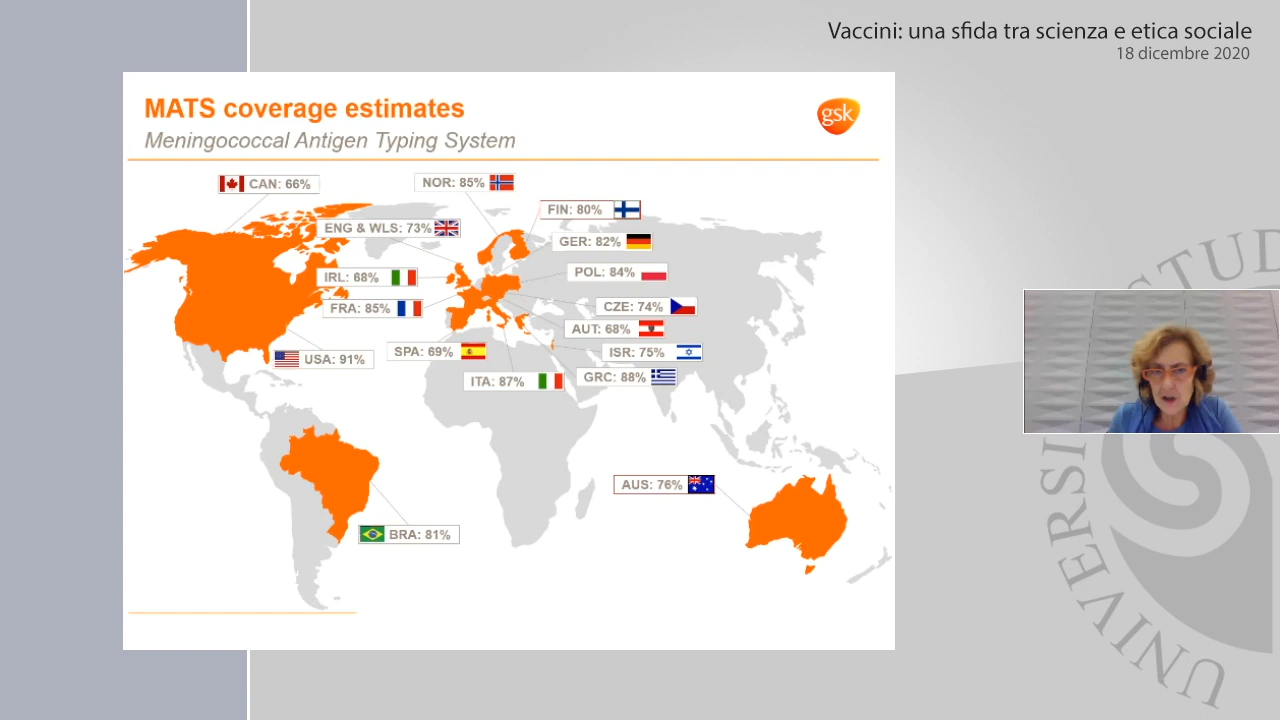 Vaccini: una sfida tra scienza e etica sociale
18 dicembre 2020
MATS coverage estimates
gsk
Meningococcal Antigen Typing System
CAN: 66%
NOR: 85%
FIN: 80%
ENG & WLS: 73%
GER: 82%
IRL: 68%
POL: 84%
FRA: 85%
CZE: 74%
AUT: 68%
SPA: 69%
ISR: 75%
USA: 91%
ITA: 87%
GRC: 88%
AUS: 76%
BRA: 81%
UNIVERSI
STUD